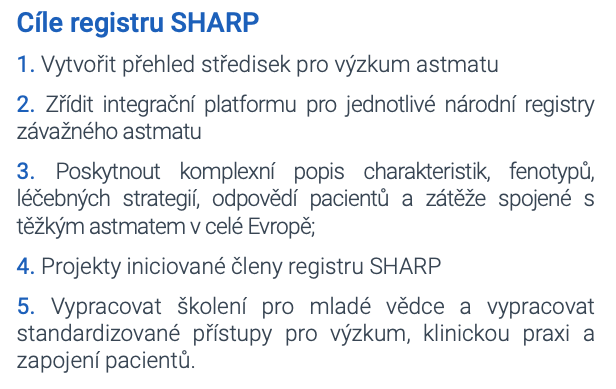 Cíle registru SHARP
1. Vytvořit přehled středisek pro výzkum astmatu
2. Zřídit integrační platformu pro jednotlivé národní registry
závažného astmatu
3. Poskytnout komplexní popis charakteristik, fenotypů,
léčebných strategií, odpovědí pacientů a zátěže spojené s
těžkým astmatem v celé Evropě;
4. Projekty iniciované členy registru SHARP
5. Vypracovat školení pro mladé vědce a vypracovat
standardizované přístupy pro výzkum, klinickou praxi a
zapojení pacientů.